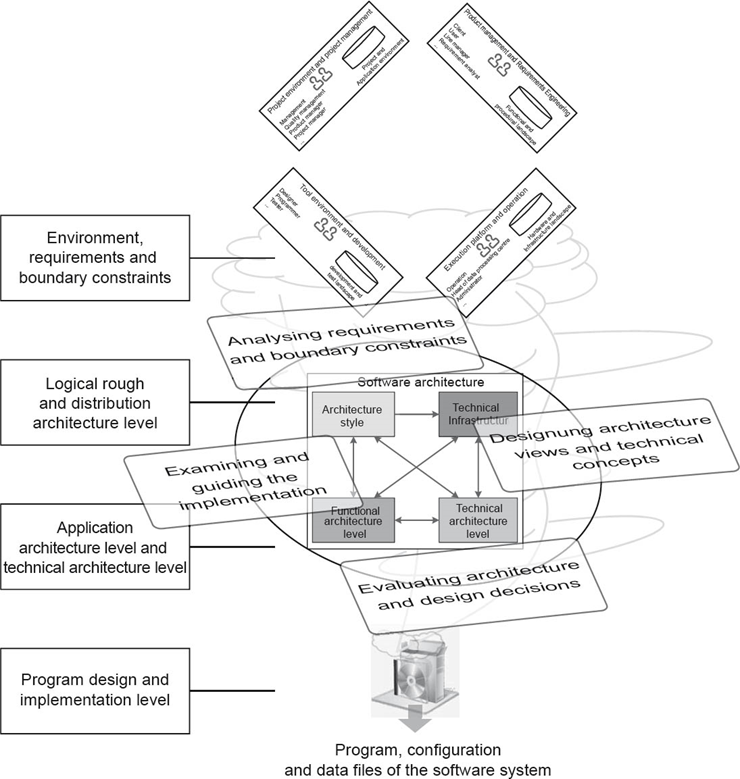 Project environment and project management
Management
Quality management
Product manager
Project manager
...
Project and
Application environment
Product management and Requirements Engineering
Client
User
Line manager
Requirement analyst
...
Functional and
procedural landscape
Tool environment and development
Designer
Programmer
Tester
...
development and
test landscape
Execution platform and operation
Operation
Head of data processing centre
Administrator
...
Hardware and
Infrastructure landscape
Environment,
requirements and
boundary constraints
Analysing requirements
and boundary constraints
Logical rough
and distribution
architecture level
Software architecture
Architecture
style
Technical
Infrastructur
Designung architecture
views and technical
concepts
Examining and
guiding the
implementation
Functional
architecture
level
Technical
architecture
level
Application
architecture level and
technical architecture level
Evaluating architecture
and design decisions
Program design and
implementation level
Program, configuration
and data files of the software system